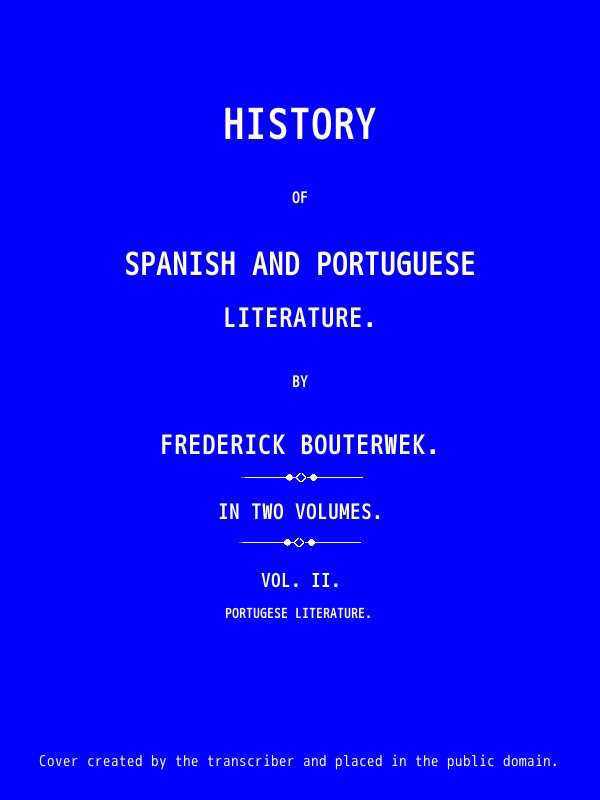 HISTORY
OF
SPANISH AND PORTUGUESE
LITERATURE.
BY
FREDERICK BOUTERWEK.
IN TWO VOLUMES.
VOL. II.
PORTUGESE LITERATURE.
Cover created by the transcriber and placed in the public domain.